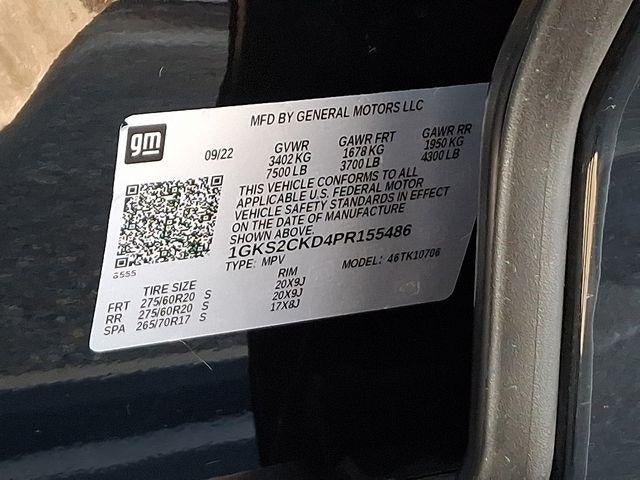 MFD BY GENERAL MOTORS LLC
gm
09/22 GVWR GAWR FRT GAWR RR
3402 KG 1678 KG 1950 KG
7500 LB 3700 LB 4300 LB
THIS VEHICLE CONFORMS TO ALL
APPLICABLE U.S. FEDERAL MOTOR
VEHICLE SAFETY STANDARDS IN EFFECT
ON THE DATE OF MANUFACTURE
SHOWN ABOVE.
1GKS2CKD4PR155486
TYPE: MPV MODEL: 46TK10706
G555
TIRE SIZE RIM
FRT 275/60R20 S 20X9J
RR 275/60R20 S 20X9J
SPA 265/70R17 S 17X8J